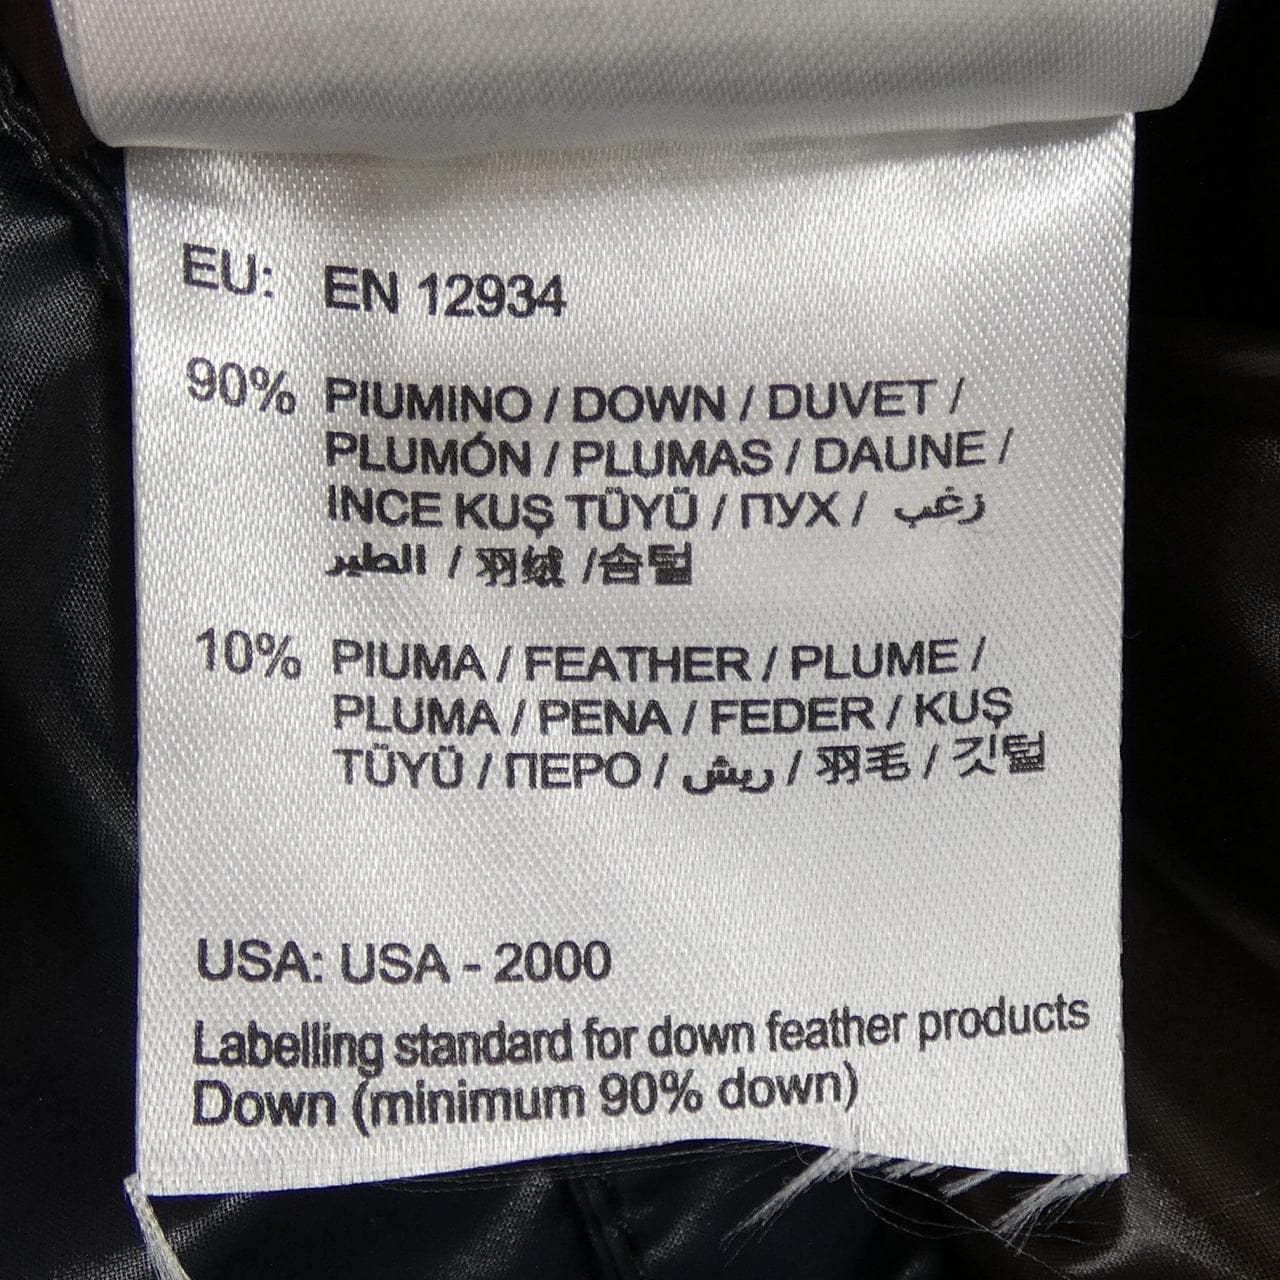 EU: EN 12934
90% PIUMINO / DOWN / DUVET /
PLUMÓN / PLUMAS / DAUNE /
INCE KUŞ TÜYÜ / ПУХ / زغب
الطير / 羽绒 /솜털
10% PIUMA / FEATHER / PLUME /
PLUMA / PENA / FEDER / KUŞ
TÜYÜ / ПЕРО / ريش / 羽毛 / 깃털
USA: USA - 2000
Labelling standard for down feather products
Down (minimum 90% down)